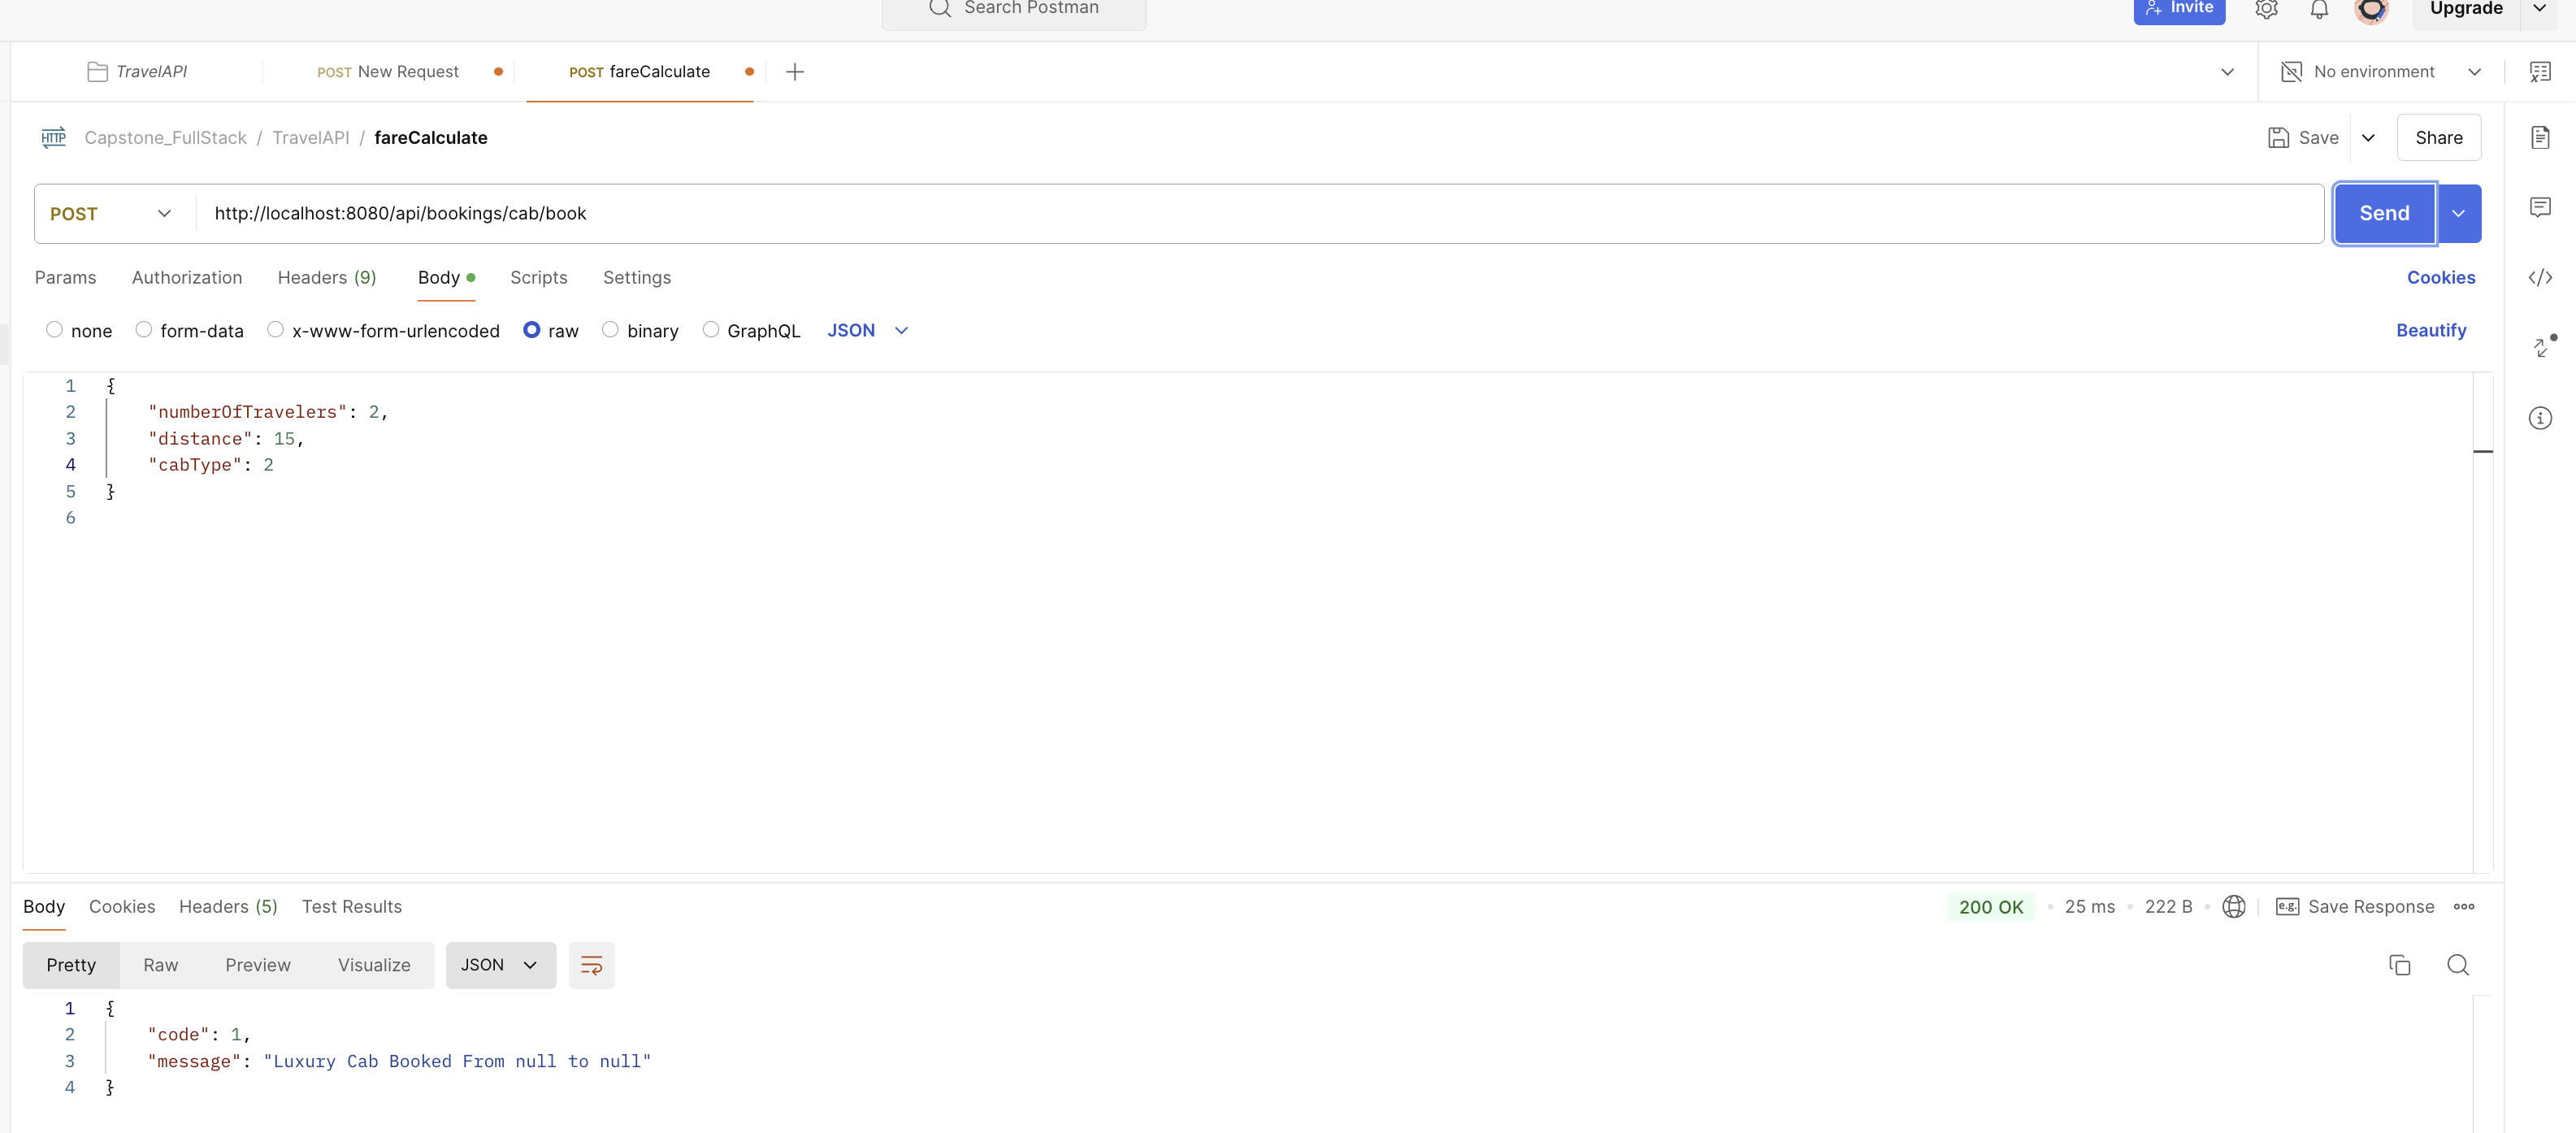 Search Postman
Invite
Upgrade
TravelAPI
POST New Request
POST fareCalculate
No environment
HTTP Capstone_FullStack / TravelAPI / fareCalculate
Save
Share
POST
http://localhost:8080/api/bookings/cab/book
Send
Params Authorization Headers (9) Body Scripts Settings
Cookies
none form-data x-www-form-urlencoded raw binary GraphQL JSON
Beautify
1 {
2 "numberOfTravelers": 2,
3 "distance": 15,
4 "cabType": 2
5 }
6
Body Cookies Headers (5) Test Results
200 OK • 25 ms • 222 B •
e.g. Save Response
Pretty Raw Preview Visualize JSON
1 {
2 "code": 1,
3 "message": "Luxury Cab Booked From null to null"
4 }